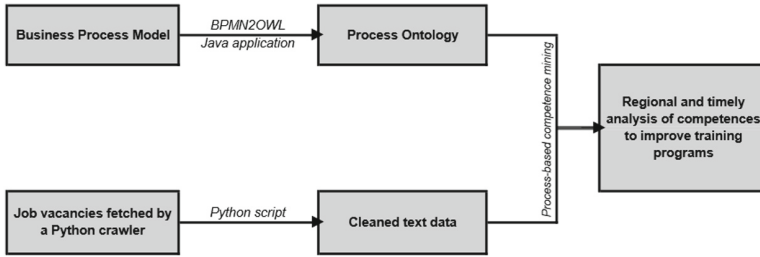 Business Process Model
BPMN2OWL
Java application
Process Ontology
Process-based competence mining
Regional and timely
analysis of competences
to improve training
programs
Job vacancies fetched by
a Python crawler
Python script
Cleaned text data